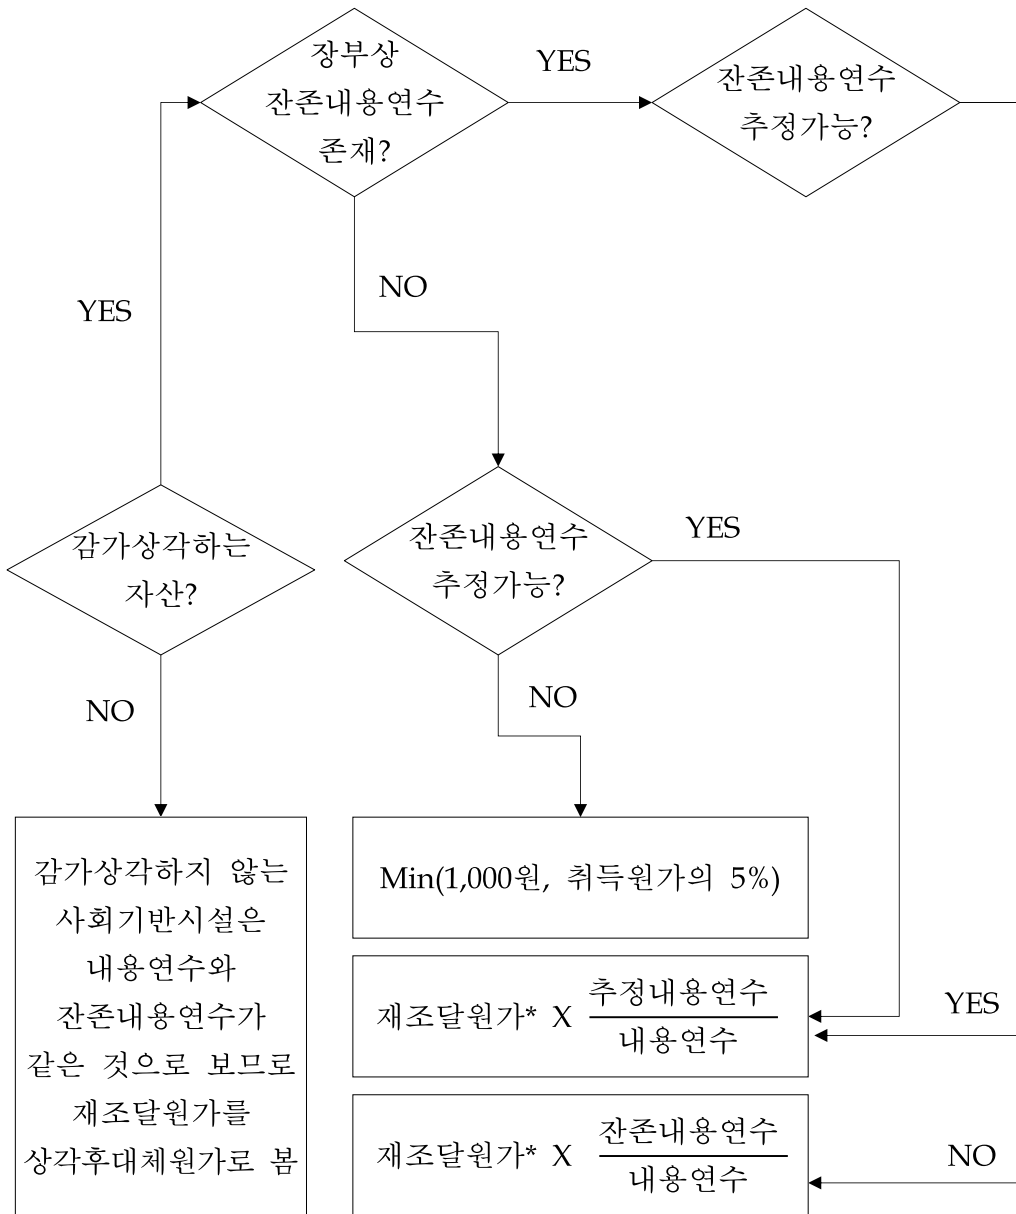 장부상
잔존내용연수
존재?
YES
잔존내용연수
추정가능?
YES
NO
감가상각하는
자산?
잔존내용연수
추정가능?
YES
NO
NO
감가상각하지 않는
사회기반시설은
내용연수와
잔존내용연수가
같은 것으로 보므로
재조달원가를
상각후대체원가로 봄
Min(1,000원, 취득원가의 5%)
재조달원가* X 추정내용연수
내용연수
YES
재조달원가* X 잔존내용연수
내용연수
NO